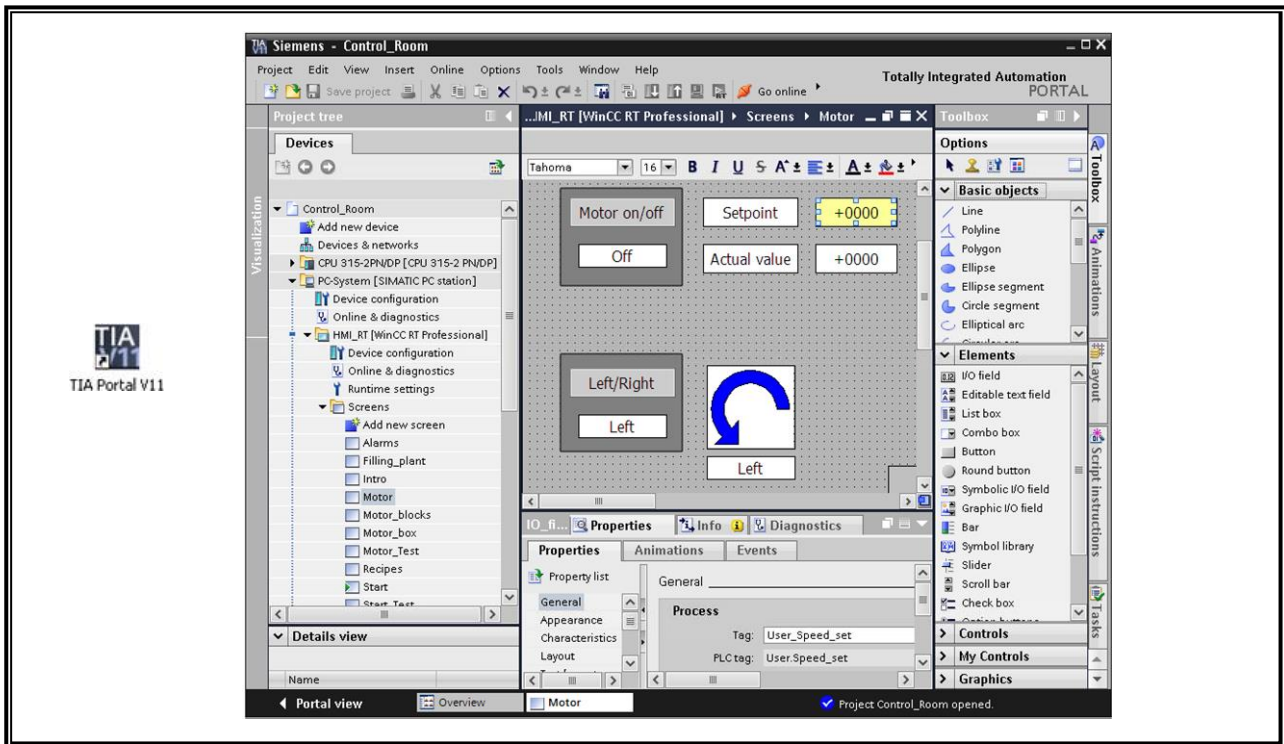 TIA
V11
TIA Portal V11
TIA
V11
Siemens - Control_Room
Project Edit View Insert Online Options Tools Window Help
Totally Integrated Automation
PORTAL
Save project
Go online
Project tree
Devices
Visualization
Control_Room
Add new device
Devices & networks
CPU 315-2PN/DP [CPU 315-2 PN/DP]
PC-System [SIMATIC PC station]
Device configuration
Online & diagnostics
HMI_RT [WinCC RT Professional]
Device configuration
Online & diagnostics
Runtime settings
Screens
Add new screen
Alarms
Filling_plant
Intro
Motor
Motor_blocks
Motor_box
Motor_Test
Recipes
Start
Start_Test
Details view
Name
...IMI_RT [WinCC RT Professional] Screens Motor
Tahoma 16 B I U S A A
Motor on/off
Off
Setpoint +0000
Actual value +0000
Left/Right
Left
Left
IO_fi... Properties Info Diagnostics
Properties Animations Events
Property list
General
Appearance
Characteristics
Layout
General
Process
Tag: User_Speed_set
PLC tag: User.Speed_set
Toolbox
Options
Basic objects
Line
Polyline
Polygon
Ellipse
Ellipse segment
Circle segment
Elliptical arc
Elements
I/O field
Editable text field
List box
Combo box
Button
Round button
Symbolic I/O field
Graphic I/O field
Bar
Symbol library
Slider
Scroll bar
Check box
Controls
My Controls
Graphics
Toolbox
Animations
Layout
Script instructions
Tasks
Portal view
Overview
Motor
Project Control_Room opened.